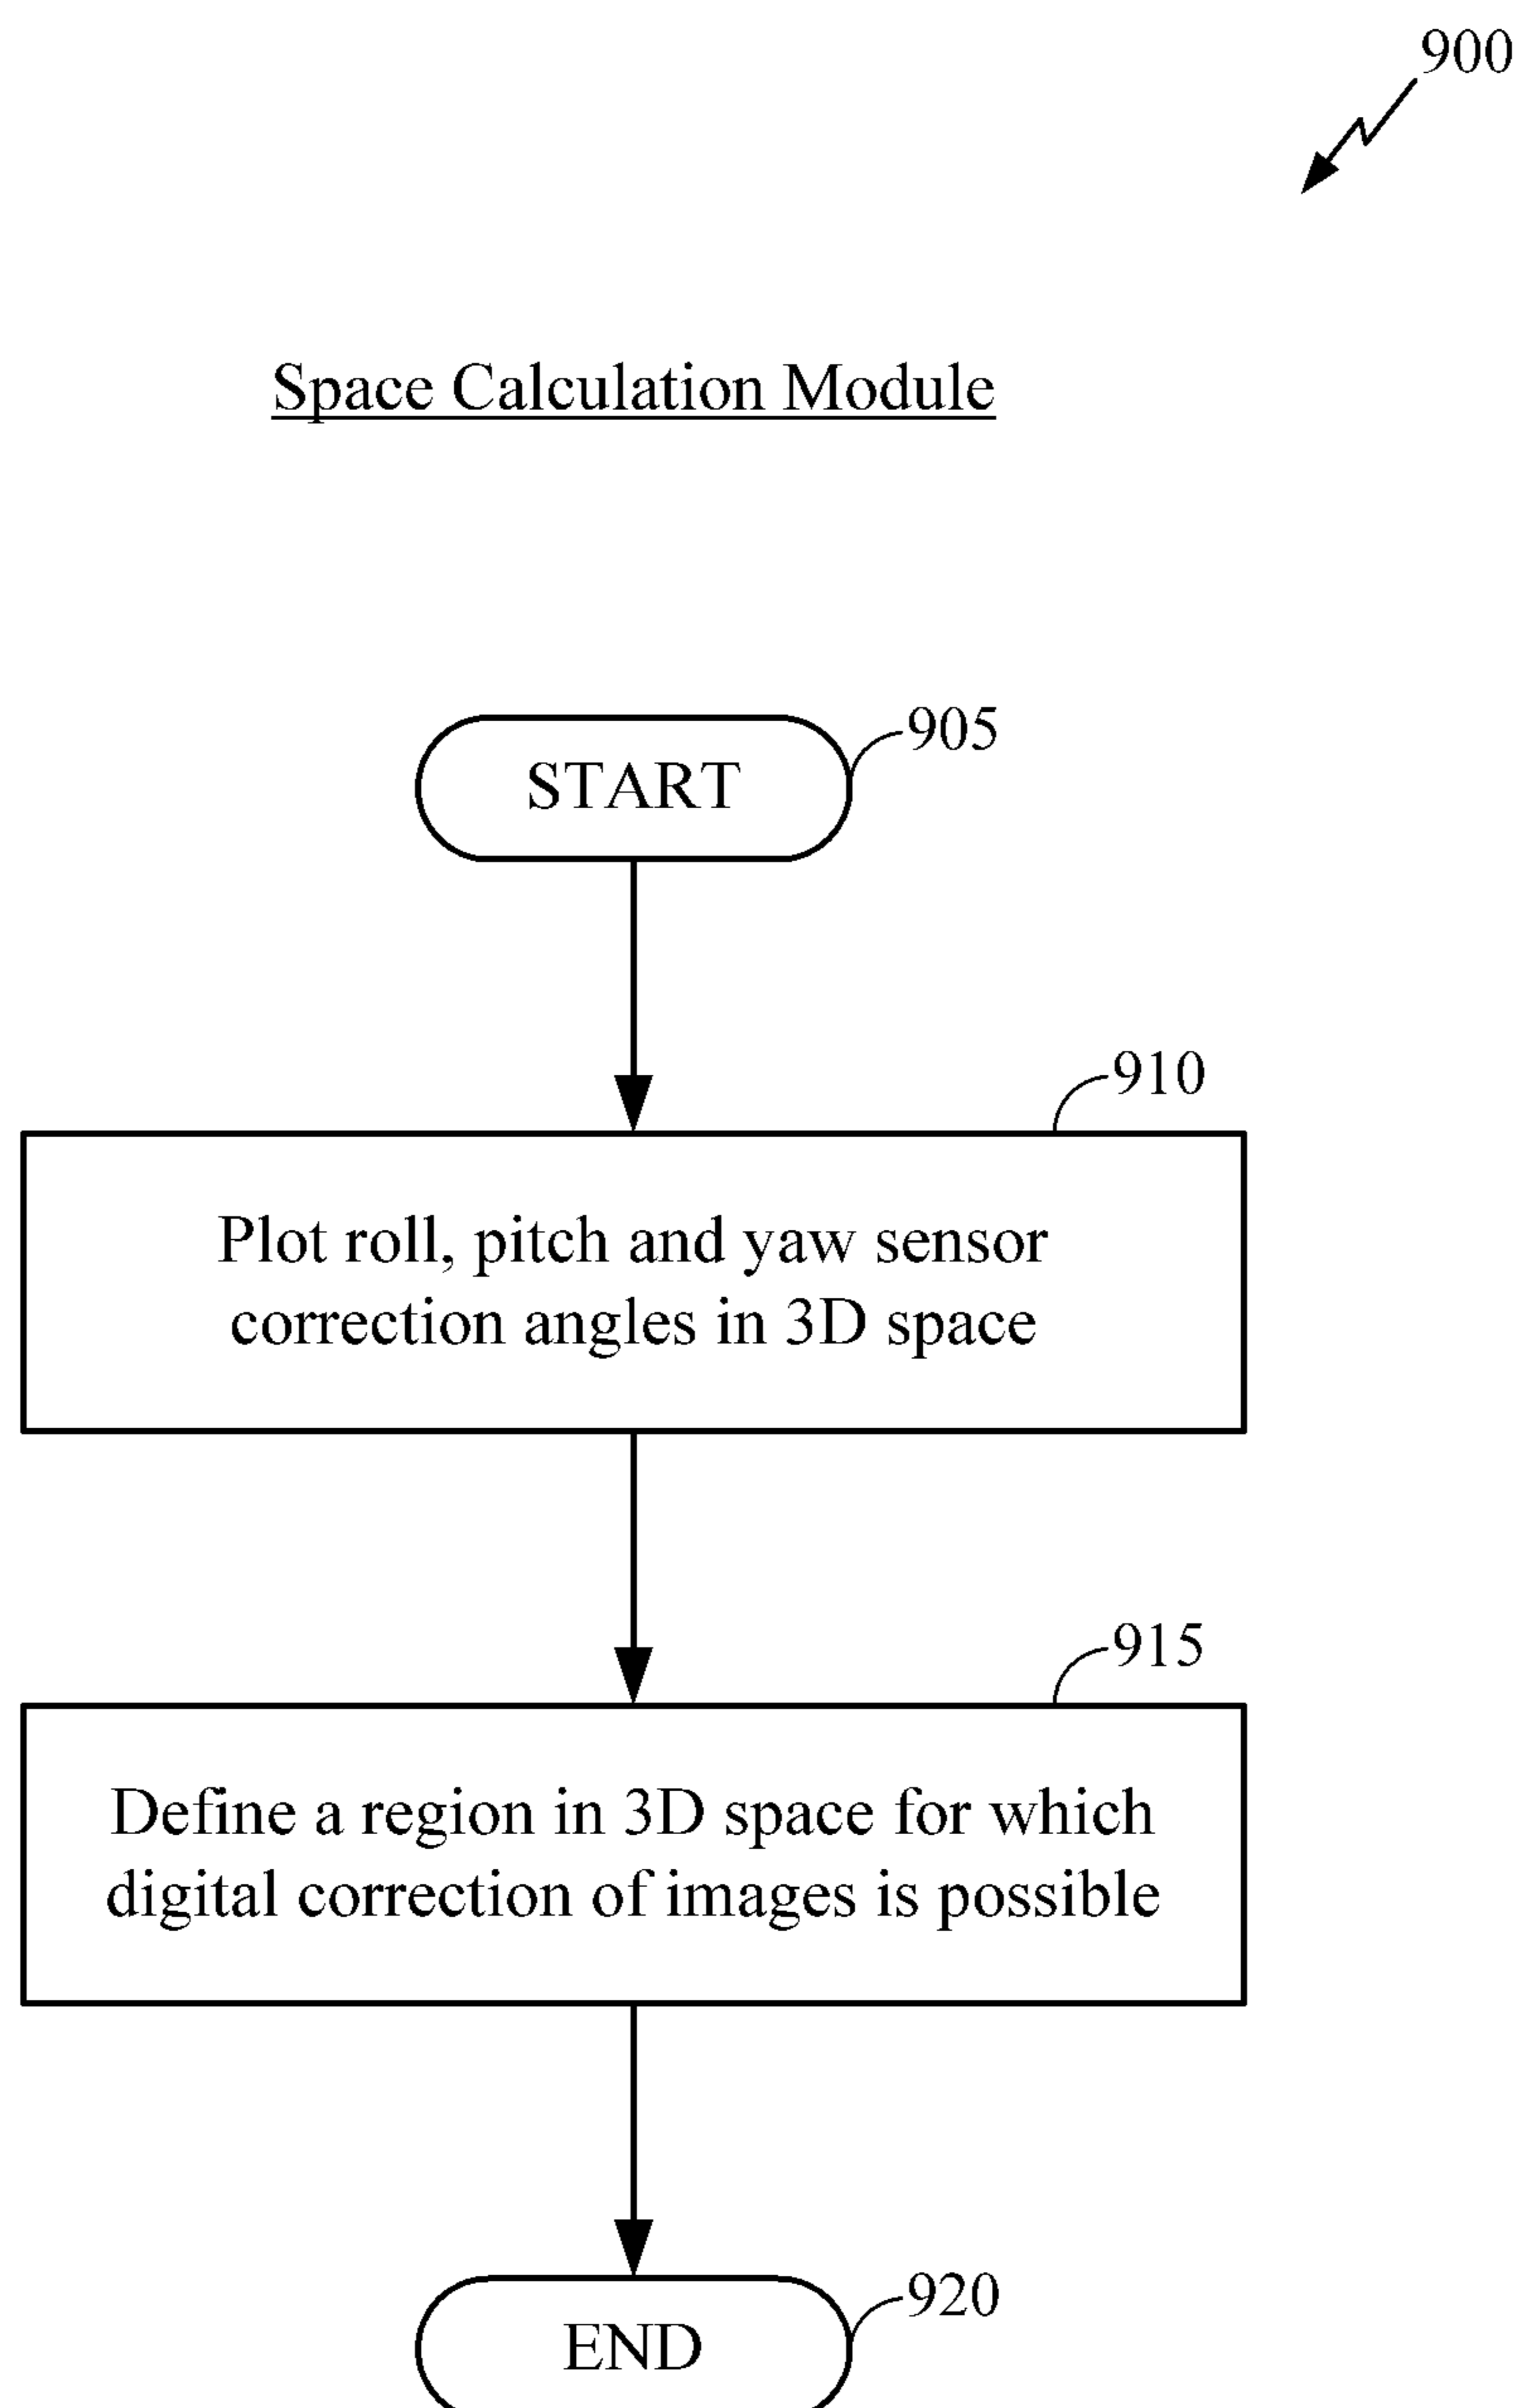 900
Space Calculation Module
START
905
910
Plot roll, pitch and yaw sensor
correction angles in 3D space
915
Define a region in 3D space for which
digital correction of images is possible
920
END